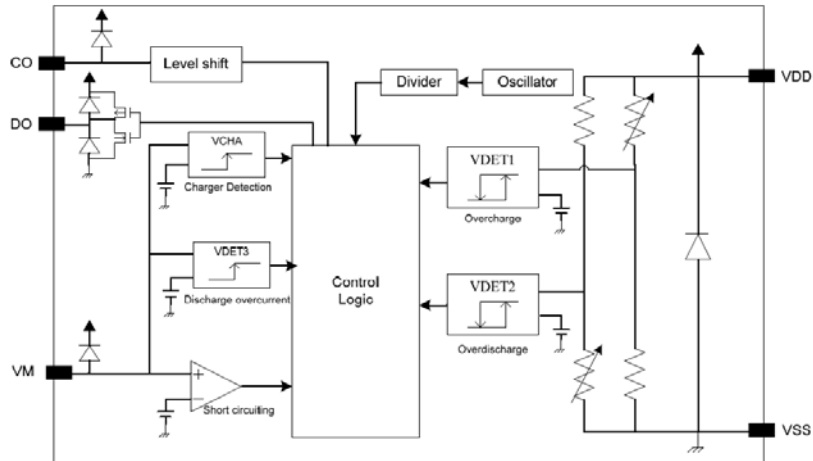 CO
Level shift
Divider
Oscillator
VDD
DO
VCHA
Charger Detection
VDET1
Overcharge
VDET3
Discharge overcurrent
Control
Logic
VDET2
Overdischarge
VM
+
−
Short circuiting
VSS